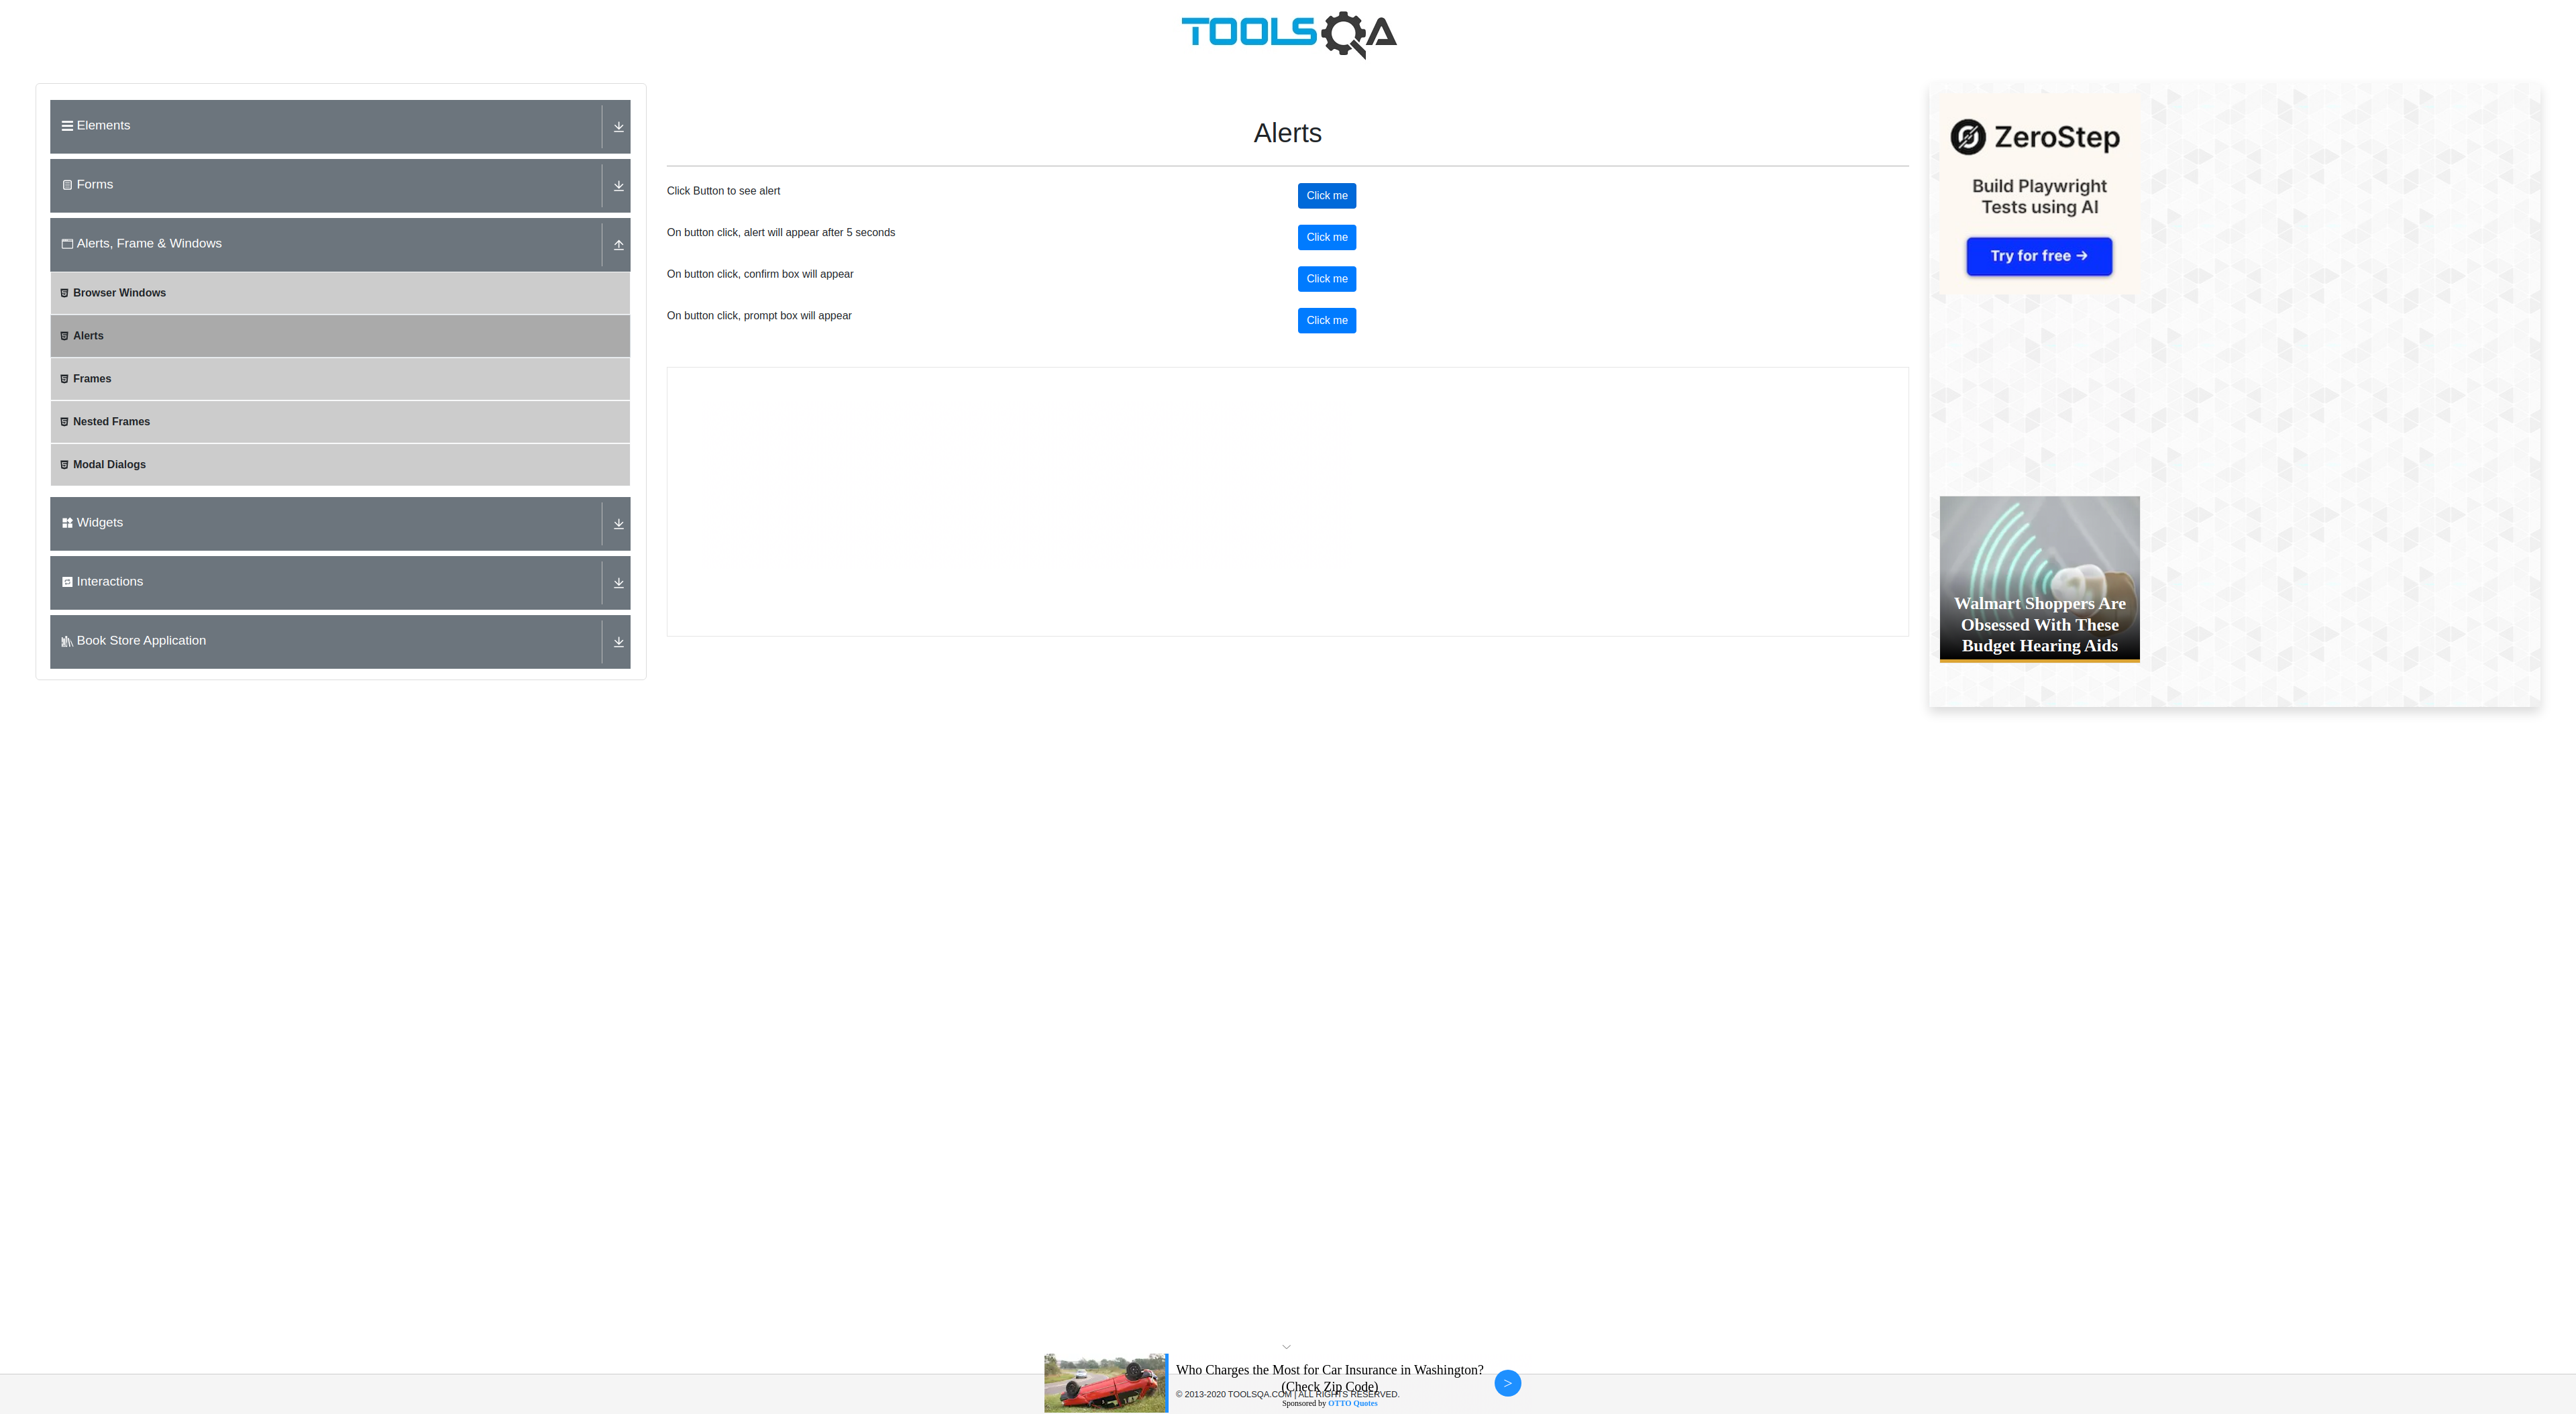 TOOLSQA
Elements
Forms
Alerts, Frame & Windows
Browser Windows
Alerts
Frames
Nested Frames
Modal Dialogs
Widgets
Interactions
Book Store Application
Alerts
Click Button to see alert
Click me
On button click, alert will appear after 5 seconds
Click me
On button click, confirm box will appear
Click me
On button click, prompt box will appear
Click me
ZeroStep
Build Playwright
Tests using AI
Try for free →
Walmart Shoppers Are
Obsessed With These
Budget Hearing Aids
Who Charges the Most for Car Insurance in Washington?
(Check Zip Code)
© 2013-2020 TOOLSQA.COM | ALL RIGHTS RESERVED.
Sponsored by OTTO Quotes
>